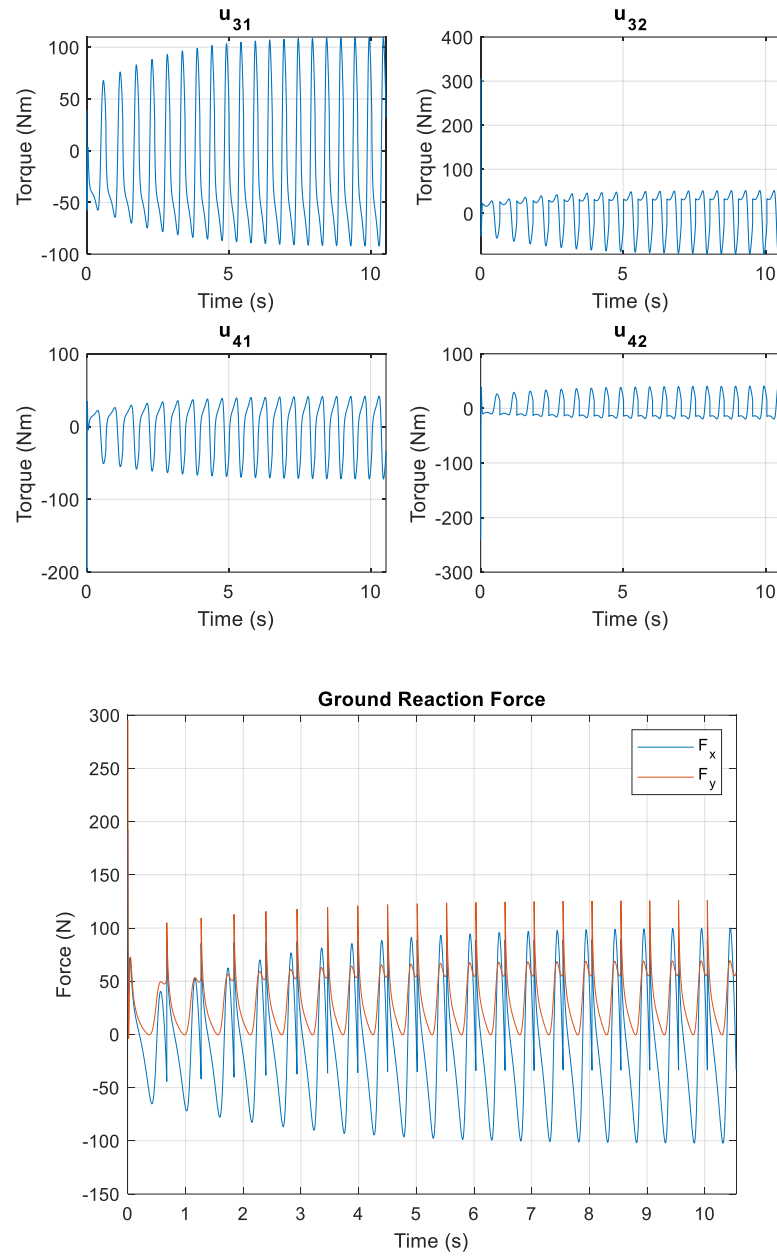 u31
Torque (Nm)
100
50
0
-50
-100
0
5
10
Time (s)
u32
Torque (Nm)
400
300
200
100
0
0
5
10
Time (s)
u41
Torque (Nm)
100
0
-100
-200
0
5
10
Time (s)
u42
Torque (Nm)
100
0
-100
-200
-300
0
5
10
Time (s)
Ground Reaction Force
Force (N)
300
250
200
150
100
50
0
-50
-100
-150
Fx
Fy
0 1 2 3 4 5 6 7 8 9 10
Time (s)